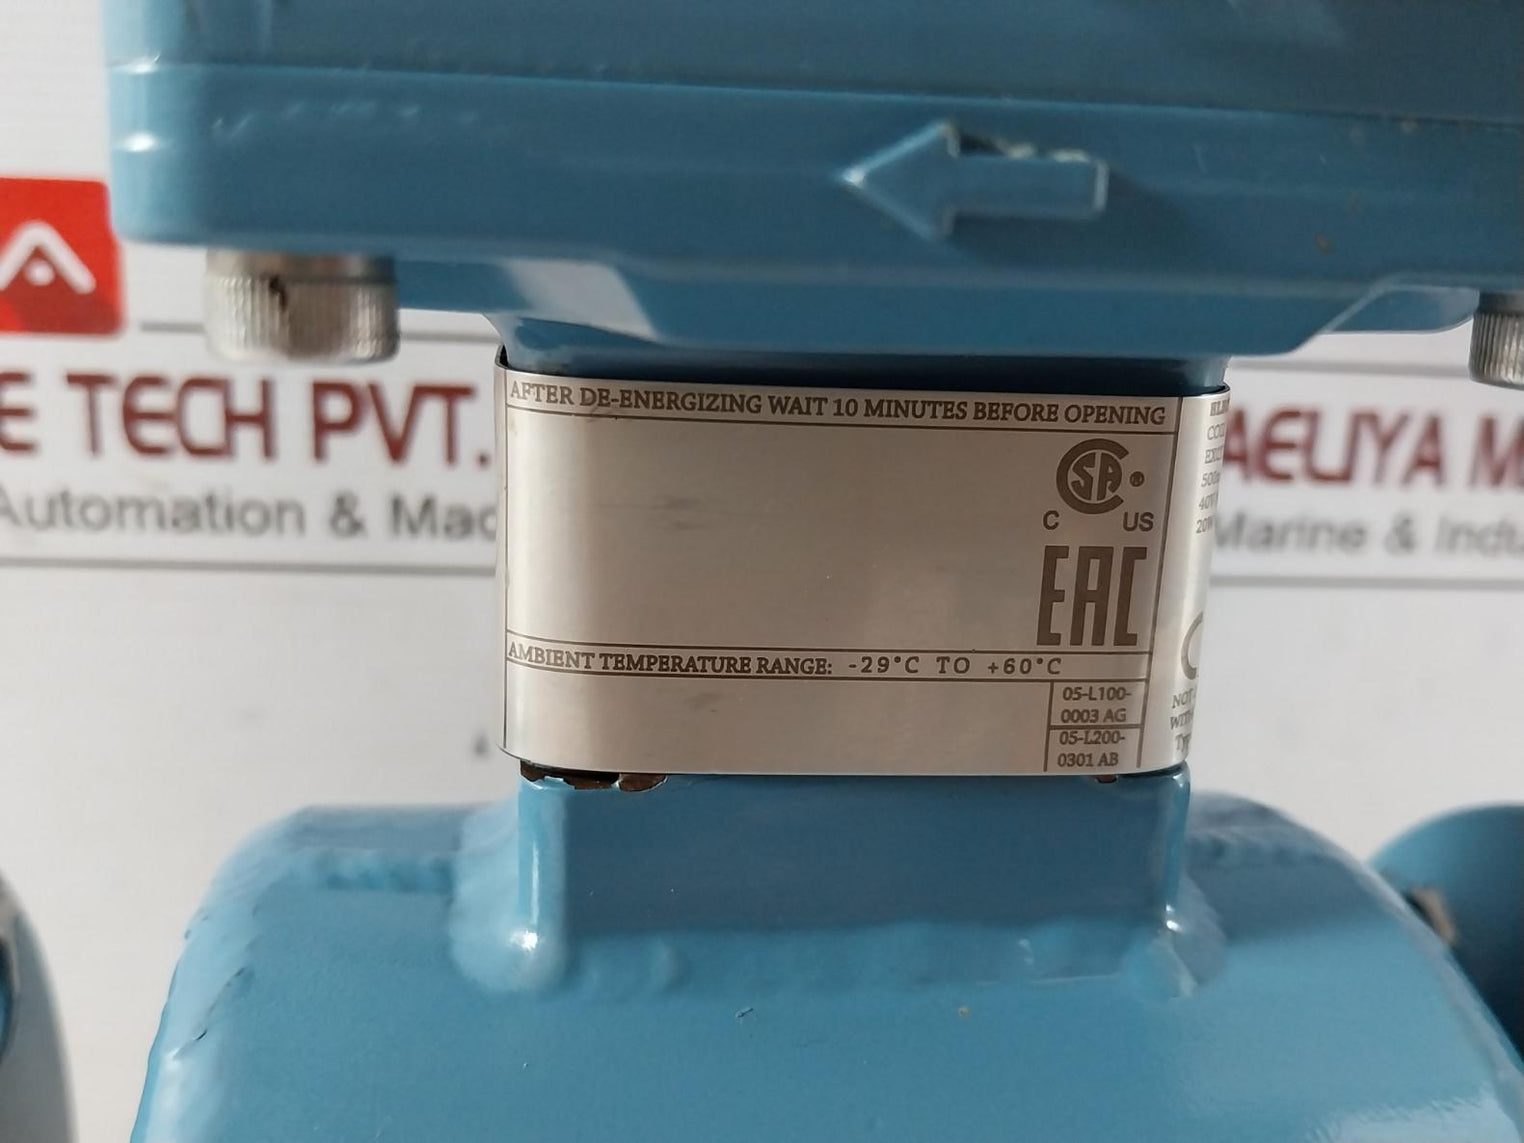 AFTER DE-ENERGIZING WAIT 10 MINUTES BEFORE OPENING
CSA
C US
EAC
AMBIENT TEMPERATURE RANGE: -29°C TO +60°C
05-L100-
0003 AG
05-L200-
0301 AB
E TECH PVT.
Automation &
AELIYA M
Marine & Indu